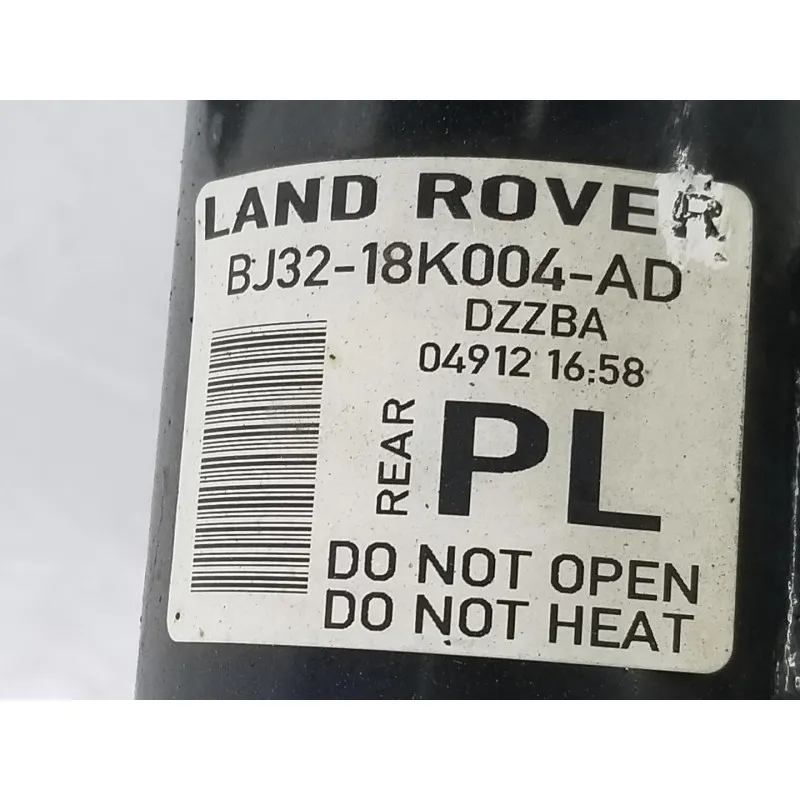 LAND ROVER
BJ32-18K004-AD
DZZBA
04912 16:58
REAR
PL
DO NOT OPEN
DO NOT HEAT